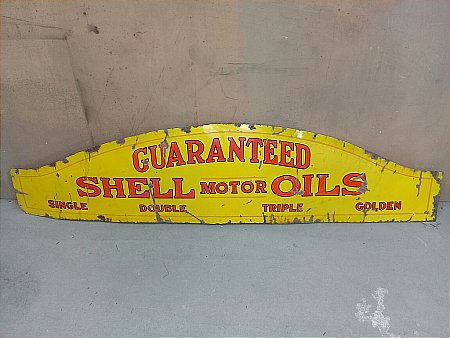 GUARANTEED
SHELL MOTOR OILS
SINGLE DOUBLE TRIPLE GOLDEN